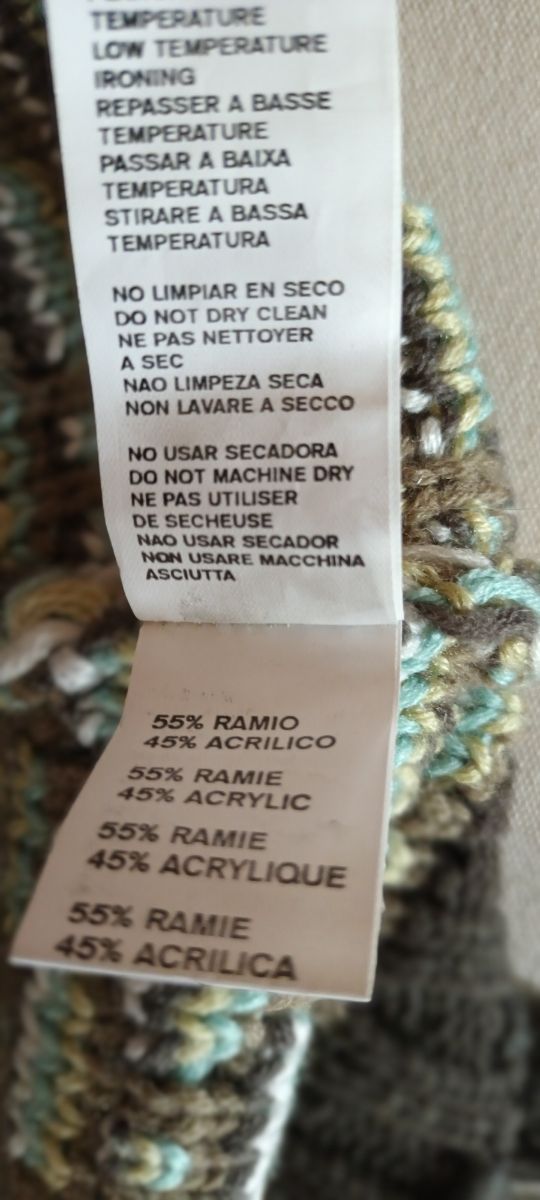 TEMPERATURE
LOW TEMPERATURE
IRONING
REPASSER A BASSE
TEMPERATURE
PASSAR A BAIXA
TEMPERATURA
STIRARE A BASSA
TEMPERATURA
NO LIMPIAR EN SECO
DO NOT DRY CLEAN
NE PAS NETTOYER
A SEC
NAO LIMPEZA SECA
NON LAVARE A SECCO
NO USAR SECADORA
DO NOT MACHINE DRY
NE PAS UTILISER
DE SECHEUSE
NAO USAR SECADOR
NON USARE MACCHINA
ASCIUTTA
55% RAMIO
45% ACRILICO
55% RAMIE
45% ACRYLIC
55% RAMIE
45% ACRYLIQUE
55% RAMIE
45% ACRILICA